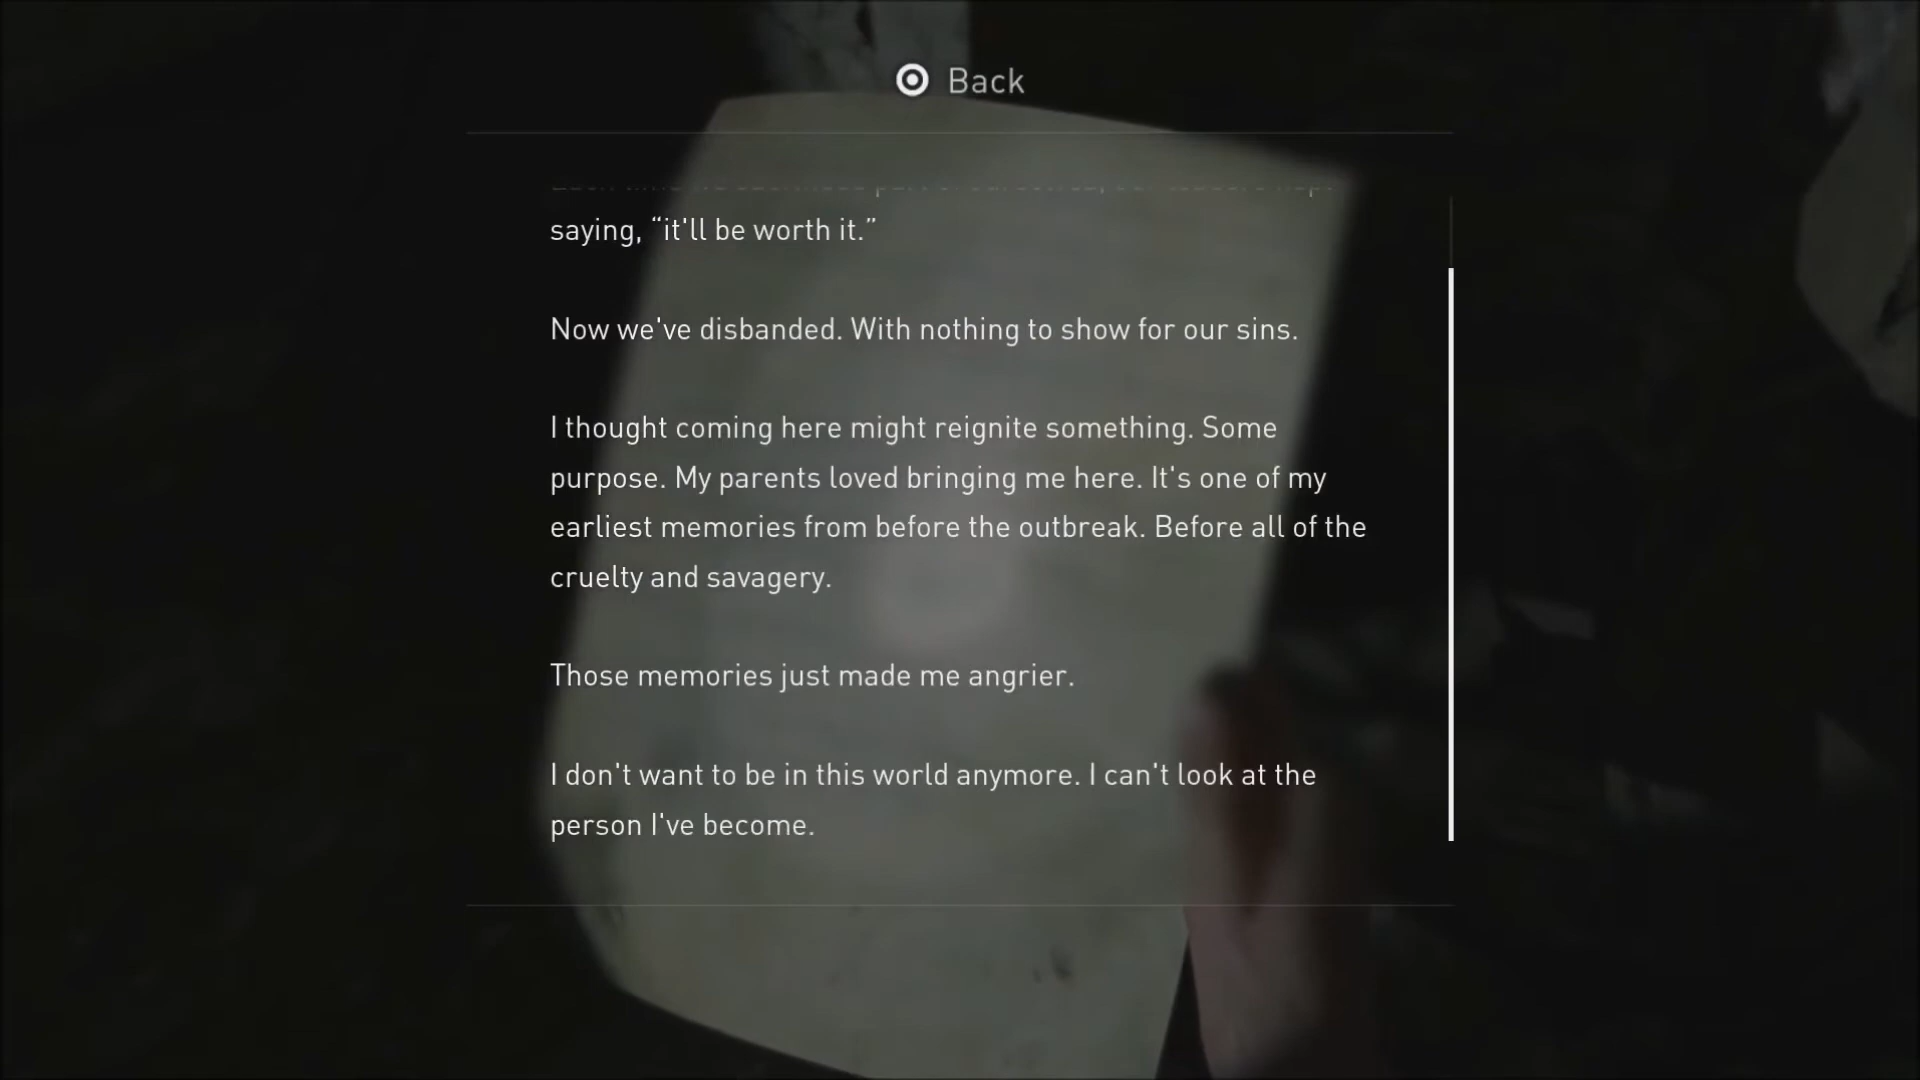 Back
saying, “it'll be worth it.”
Now we've disbanded. With nothing to show for our sins.
I thought coming here might reignite something. Some
purpose. My parents loved bringing me here. It's one of my
earliest memories from before the outbreak. Before all of the
cruelty and savagery.
Those memories just made me angrier.
I don't want to be in this world anymore. I can't look at the
person I've become.